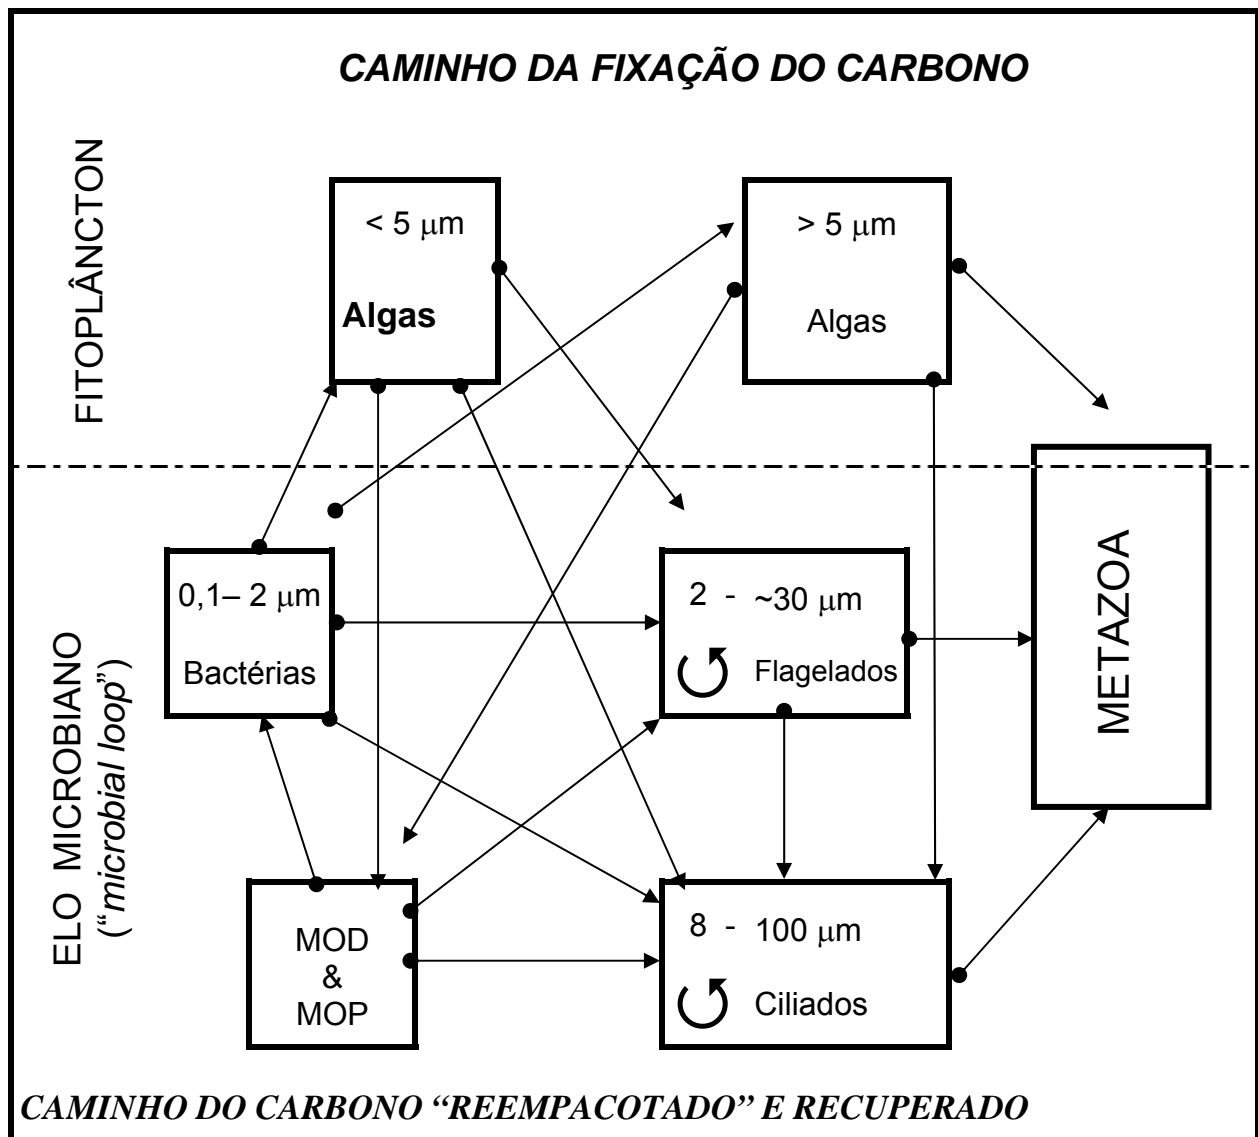 CAMINHO DA FIXAÇÃO DO CARBONO
FITOPLÂNCTON
< 5 μm
Algas
> 5 μm
Algas
ELO MICROBIANO
(“microbial loop”)
0,1– 2 μm
Bactérias
2 - ~30 μm
Flagelados
METAZOA
MOD
&
MOP
8 - 100 μm
Ciliados
CAMINHO DO CARBONO “REEMPACOTADO” E RECUPERADO